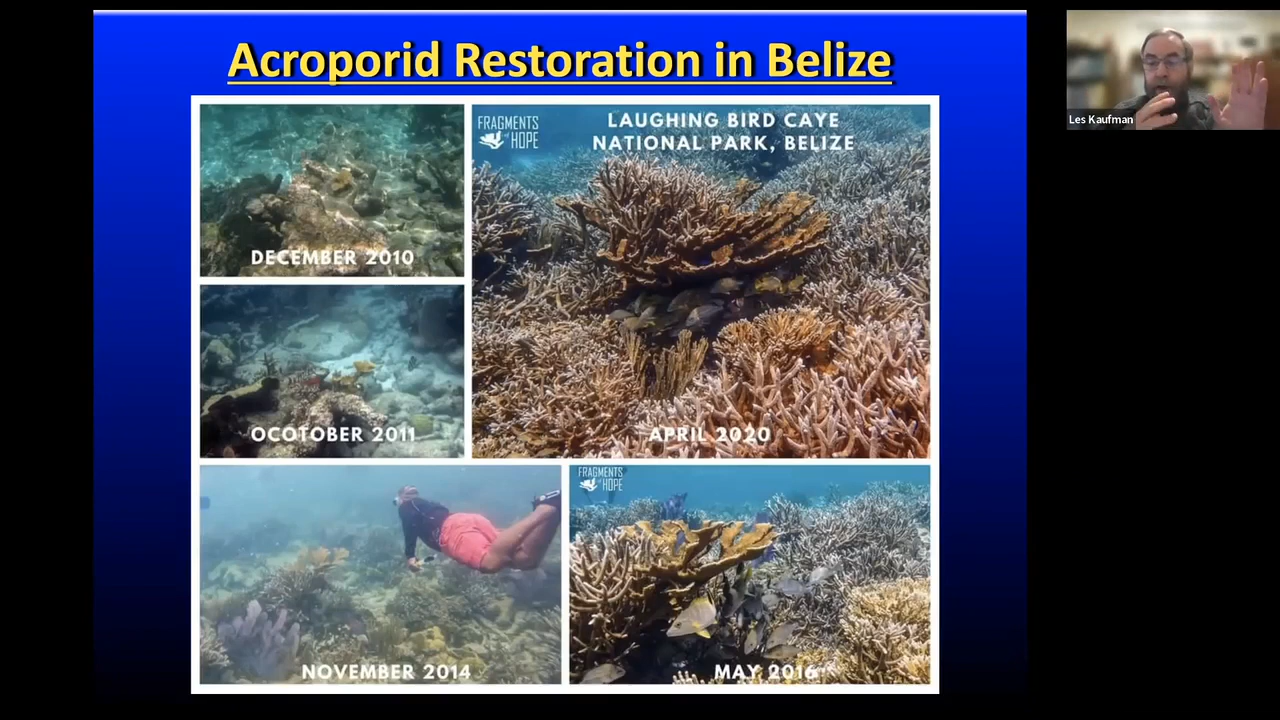 Acroporid Restoration in Belize
Les Kaufman
FRAGMENTS
of HOPE
LAUGHING BIRD CAYE
NATIONAL PARK, BELIZE
DECEMBER 2010
OCOTOBER 2011
APRIL 2020
FRAGMENTS
of HOPE
NOVEMBER 2014
MAY 2016